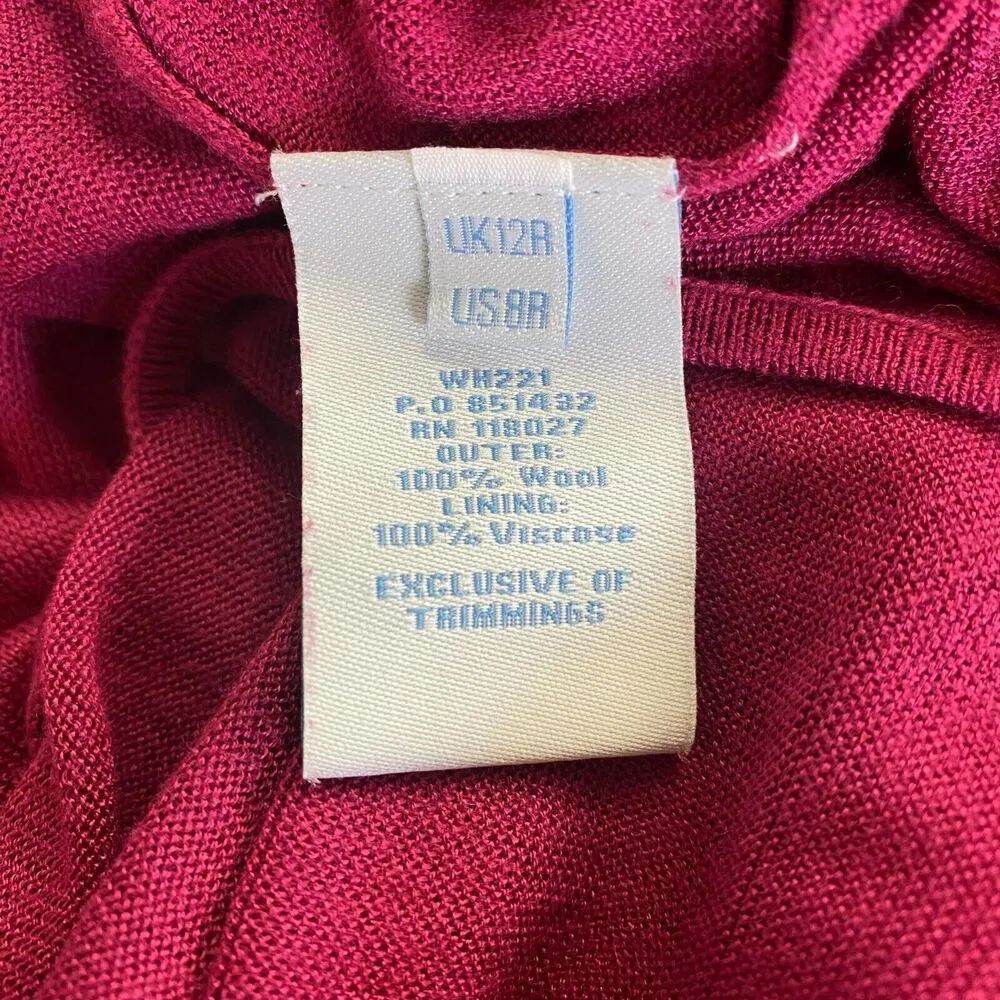 UK12R
US8R
WH221
P.O 851432
RN 118027
OUTER:
100% Wool
LINING:
100% Viscose
EXCLUSIVE OF
TRIMMINGS